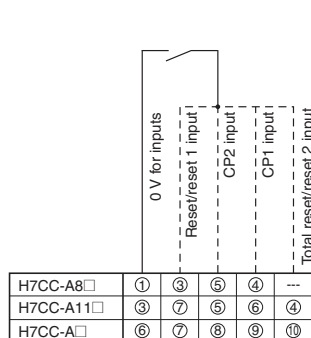 0 V for inputs
Reset/reset 1 input
CP2 input
CP1 input
Total reset/reset 2 input
H7CC-A8□ ① ③ ⑤ ④ ---
H7CC-A11□ ③ ⑦ ⑤ ⑥ ④
H7CC-A□ ⑥ ⑦ ⑧ ⑨ ⑩